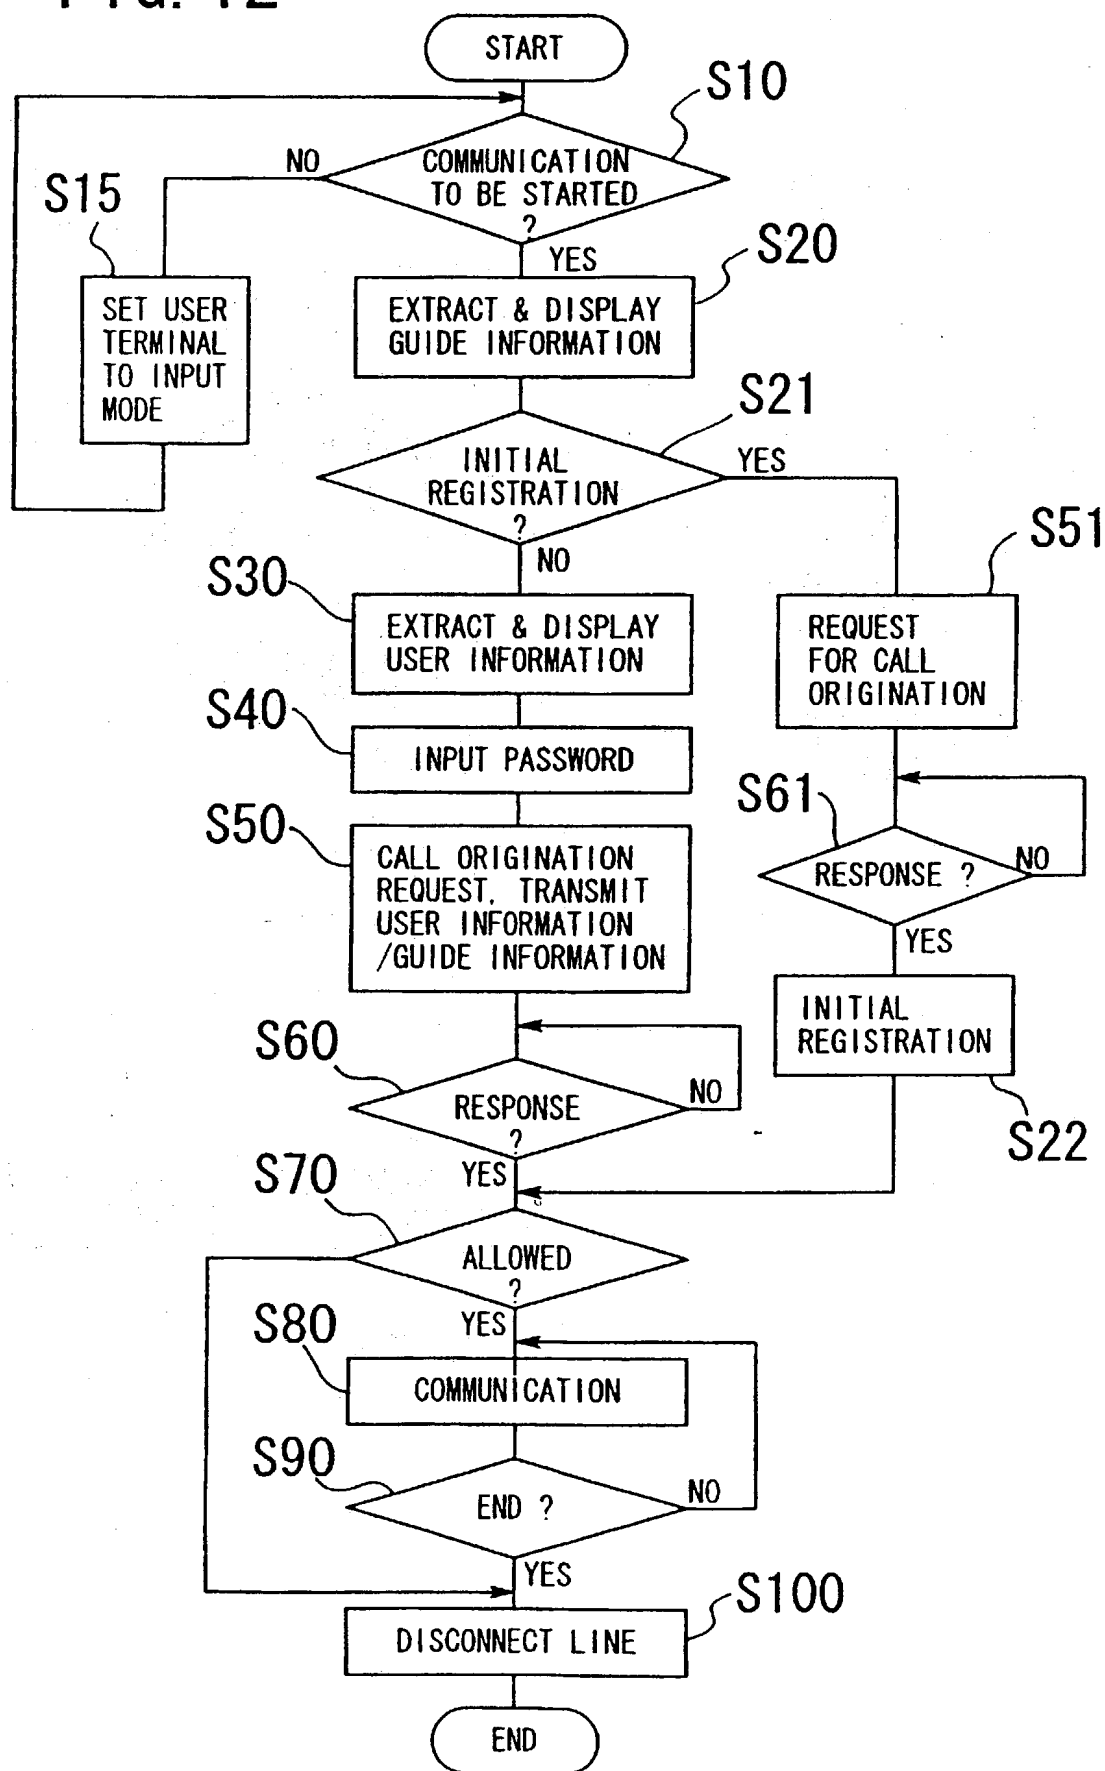 FIG. 12
START
S10
COMMUNICATION
TO BE STARTED
?
NO
YES
S15
SET USER
TERMINAL
TO INPUT
MODE
S20
EXTRACT & DISPLAY
GUIDE INFORMATION
S21
INITIAL
REGISTRATION
?
YES
NO
S30
EXTRACT & DISPLAY
USER INFORMATION
S51
REQUEST
FOR CALL
ORIGINATION
S40
INPUT PASSWORD
S50
CALL ORIGINATION
REQUEST, TRANSMIT
USER INFORMATION
/GUIDE INFORMATION
S61
RESPONSE ?
NO
YES
INITIAL
REGISTRATION
S22
S60
RESPONSE
?
NO
YES
S70
ALLOWED
?
YES
S80
COMMUNICATION
S90
END ?
NO
YES
S100
DISCONNECT LINE
END